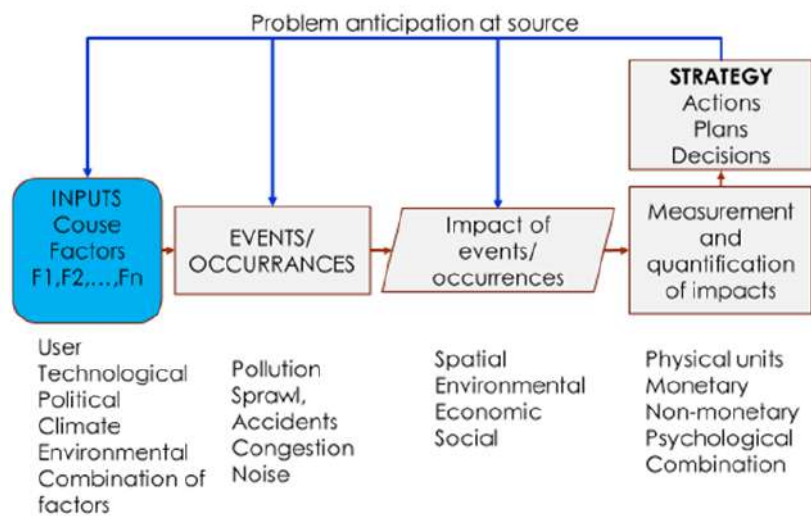 Problem anticipation at source
STRATEGY
Actions
Plans
Decisions
INPUTS
Couse
Factors
F1,F2,...,Fn
EVENTS/
OCCURRANCES
Impact of
events/
occurrences
Measurement
and
quantification
of impacts
User
Technological
Political
Climate
Environmental
Combination of
factors
Pollution
Sprawl,
Accidents
Congestion
Noise
Spatial
Environmental
Economic
Social
Physical units
Monetary
Non-monetary
Psychological
Combination